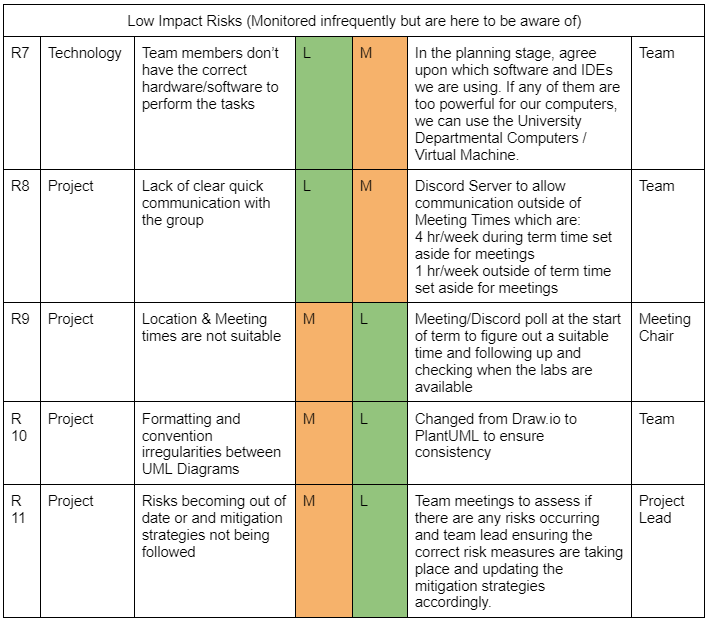 Low Impact Risks (Monitored infrequently but are here to be aware of)
R7
Technology
Team members don't
have the correct
hardware/software to
perform the tasks
L
M
In the planning stage, agree
upon which software and IDEs
we are using. If any of them are
too powerful for our computers,
we can use the University
Departmental Computers /
Virtual Machine.
Team
R8
Project
Lack of clear quick
communication with
the group
L
M
Discord Server to allow
communication outside of
Meeting Times which are:
4 hr/week during term time set
aside for meetings
1 hr/week outside of term time
set aside for meetings
Team
R9
Project
Location & Meeting
times are not suitable
M
L
Meeting/Discord poll at the start
of term to figure out a suitable
time and following up and
checking when the labs are
available
Meeting
Chair
R
10
Project
Formatting and
convention
irregularities between
UML Diagrams
M
L
Changed from Draw.io to
PlantUML to ensure
consistency
Team
R
11
Project
Risks becoming out of
date or and mitigation
strategies not being
followed
M
L
Team meetings to assess if
there are any risks occurring
and team lead ensuring the
correct risk measures are taking
place and updating the
mitigation strategies
accordingly.
Project
Lead